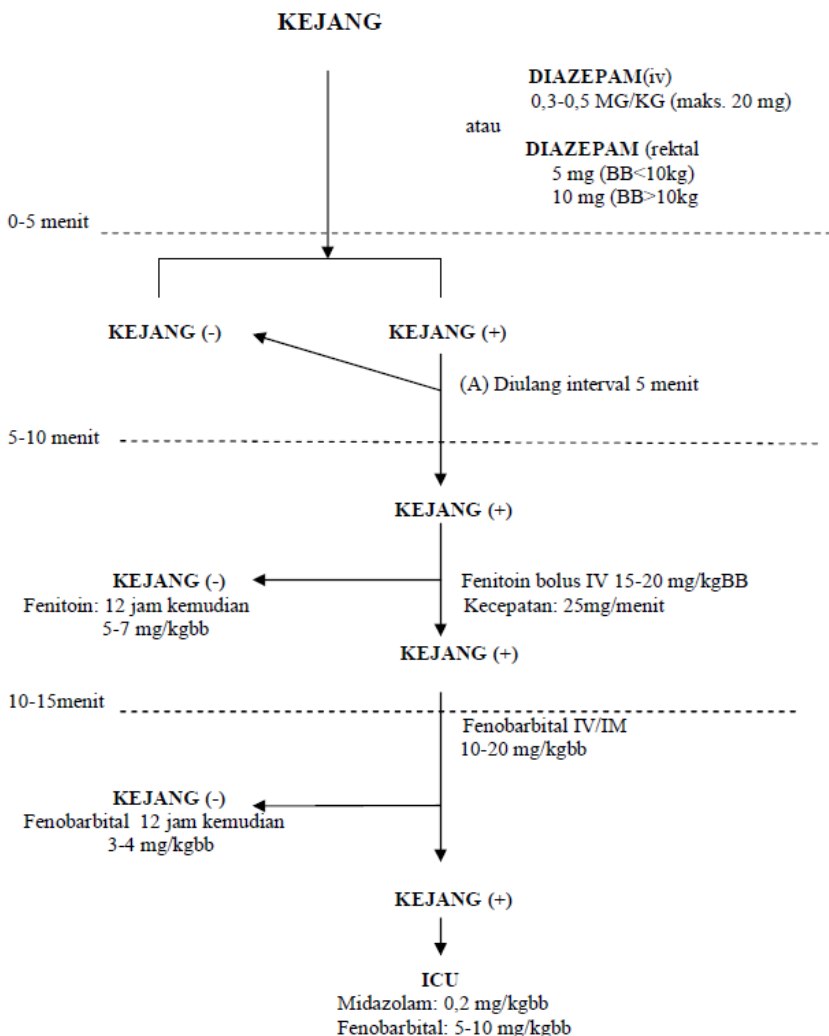 KEJANG
DIAZEPAM(iv)
0,3-0,5 MG/KG (maks. 20 mg)
atau
DIAZEPAM (rektal
5 mg (BB<10kg)
10 mg (BB>10kg
0-5 menit
KEJANG (-)
KEJANG (+)
(A) Diulang interval 5 menit
5-10 menit
KEJANG (+)
KEJANG (-)
Fenitoin: 12 jam kemudian
5-7 mg/kgbb
Fenitoin bolus IV 15-20 mg/kgBB
Kecepatan: 25mg/menit
KEJANG (+)
10-15menit
Fenobarbital IV/IM
10-20 mg/kgbb
KEJANG (-)
Fenobarbital 12 jam kemudian
3-4 mg/kgbb
KEJANG (+)
ICU
Midazolam: 0,2 mg/kgbb
Fenobarbital: 5-10 mg/kgbb